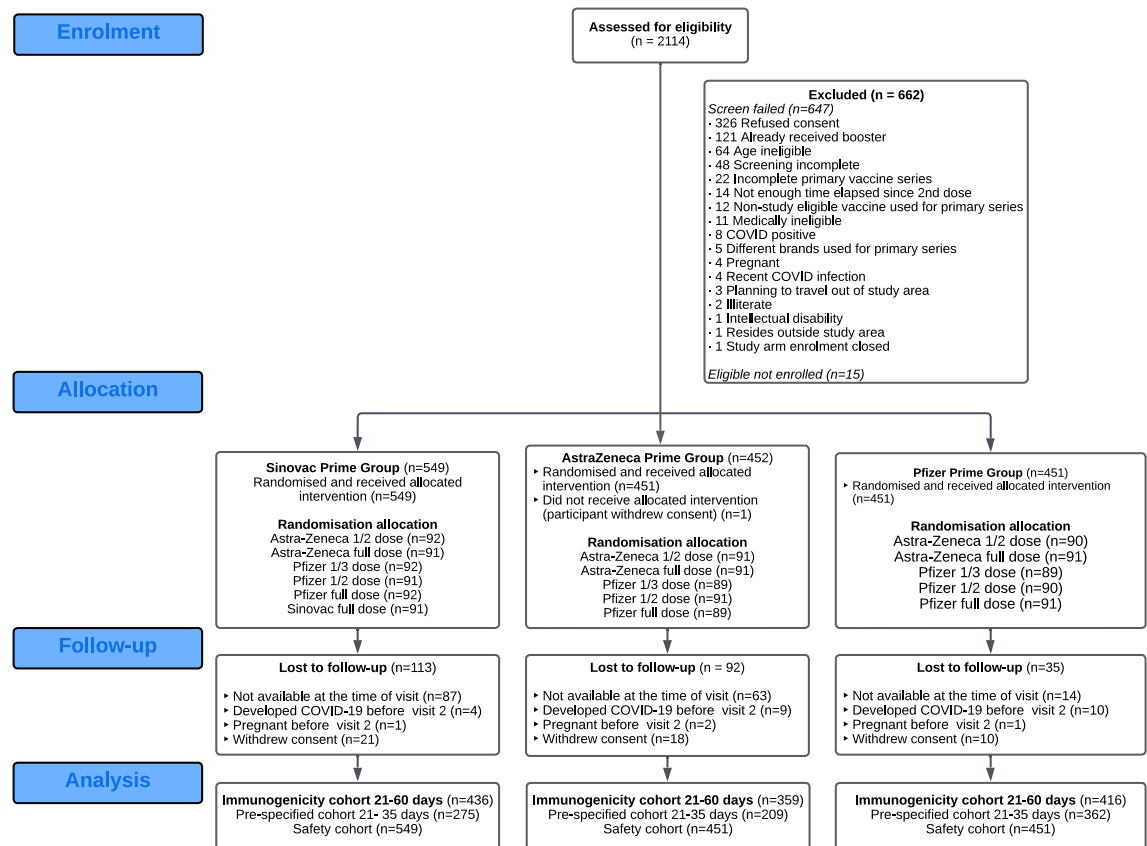 Enrolment
Assessed for eligibility
(n = 2114)
Excluded (n = 662)
Screen failed (n=647)
· 326 Refused consent
· 121 Already received booster
· 64 Age ineligible
· 48 Screening incomplete
· 22 Incomplete primary vaccine series
· 14 Not enough time elapsed since 2nd dose
· 12 Non-study eligible vaccine used for primary series
· 11 Medically ineligible
· 8 COVID positive
· 5 Different brands used for primary series
· 4 Pregnant
· 4 Recent COVID infection
· 3 Planning to travel out of study area
· 2 Illiterate
· 1 Intellectual disability
· 1 Resides outside study area
· 1 Study arm enrolment closed
Eligible not enrolled (n=15)
Allocation
Sinovac Prime Group (n=549)
Randomised and received allocated
intervention (n=549)
Randomisation allocation
Astra-Zeneca 1/2 dose (n=92)
Astra-Zeneca full dose (n=91)
Pfizer 1/3 dose (n=92)
Pfizer 1/2 dose (n=91)
Pfizer full dose (n=92)
Sinovac full dose (n=91)
AstraZeneca Prime Group (n=452)
‣ Randomised and received allocated
intervention (n=451)
‣ Did not receive allocated intervention
(participant withdrew consent) (n=1)
Randomisation allocation
Astra-Zeneca 1/2 dose (n=91)
Astra-Zeneca full dose (n=91)
Pfizer 1/3 dose (n=89)
Pfizer 1/2 dose (n=91)
Pfizer full dose (n=89)
Pfizer Prime Group (n=451)
‣ Randomised and received allocated intervention
(n=451)
Randomisation allocation
Astra-Zeneca 1/2 dose (n=90)
Astra-Zeneca full dose (n=91)
Pfizer 1/3 dose (n=89)
Pfizer 1/2 dose (n=90)
Pfizer full dose (n=91)
Follow-up
Lost to follow-up (n=113)
‣ Not available at the time of visit (n=87)
‣ Developed COVID-19 before visit 2 (n=4)
‣ Pregnant before visit 2 (n=1)
‣ Withdrew consent (n=21)
Lost to follow-up (n = 92)
‣ Not available at the time of visit (n=63)
‣ Developed COVID-19 before visit 2 (n=9)
‣ Pregnant before visit 2 (n=2)
‣ Withdrew consent (n=18)
Lost to follow-up (n=35)
‣ Not available at the time of visit (n=14)
‣ Developed COVID-19 before visit 2 (n=10)
‣ Pregnant before visit 2 (n=1)
‣ Withdrew consent (n=10)
Analysis
Immunogenicity cohort 21-60 days (n=436)
Pre-specified cohort 21- 35 days (n=275)
Safety cohort (n=549)
Immunogenicity cohort 21-60 days (n=359)
Pre-specified cohort 21-35 days (n=209)
Safety cohort (n=451)
Immunogenicity cohort 21-60 days (n=416)
Pre-specified cohort 21-35 days (n=362)
Safety cohort (n=451)